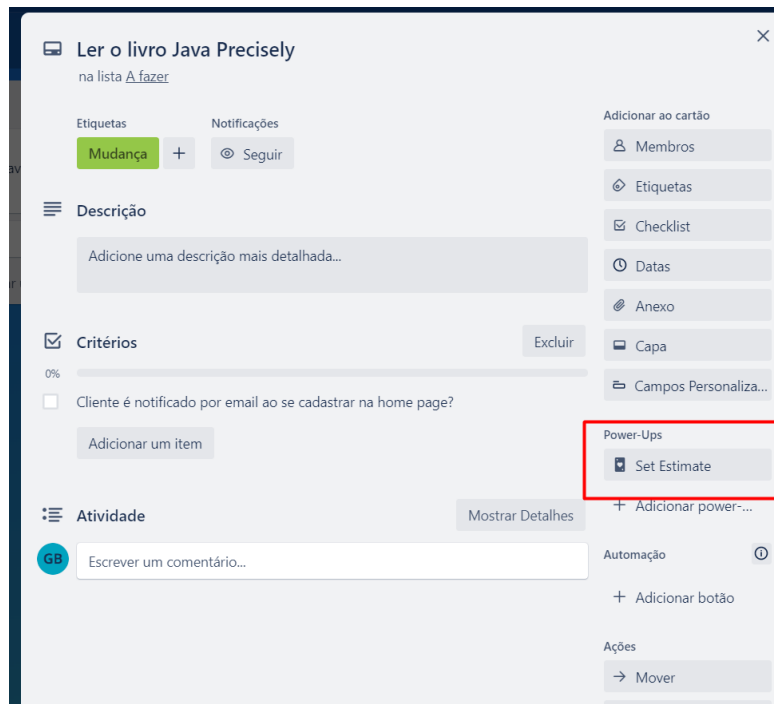 Ler o livro Java Precisely
na lista A fazer
Etiquetas
Notificações
Mudança
Seguir
Descrição
Adicione uma descrição mais detalhada...
Critérios
Excluir
0%
Cliente é notificado por email ao se cadastrar na home page?
Adicionar um item
Atividade
Mostrar Detalhes
GB
Escrever um comentário...
Adicionar ao cartão
Membros
Etiquetas
Checklist
Datas
Anexo
Capa
Campos Personaliza...
Power-Ups
Set Estimate
+ Adicionar power-...
Automação
+ Adicionar botão
Ações
→ Mover